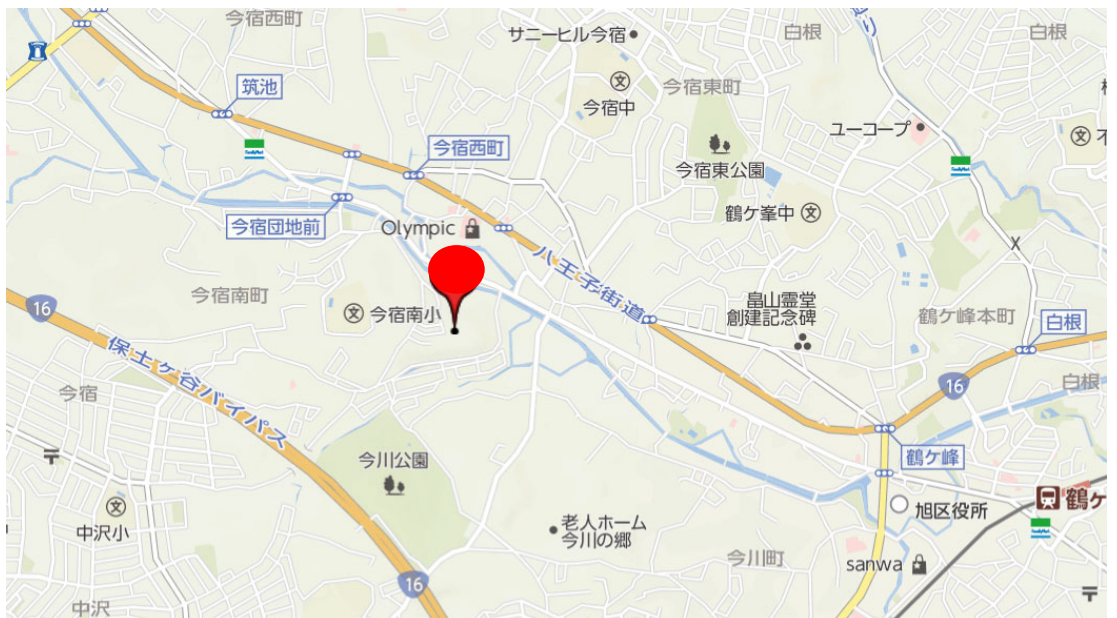 今宿西町
サニーヒル今宿
白根
白根
筑池
今宿中
今宿東町
ユーコープ
今宿西町
今宿東公園
今宿団地前
Olympic
鶴ケ峯中
八王子街道
今宿南町
16
今宿南小
畠山霊堂
創建記念碑
鶴ケ峰本町
白根
保土ヶ谷バイパス
16
白根
今宿
今川公園
鶴ケ峰
旭区役所
鶴ケ
中沢小
老人ホーム
今川の郷
今川町
sanwa
16
中沢